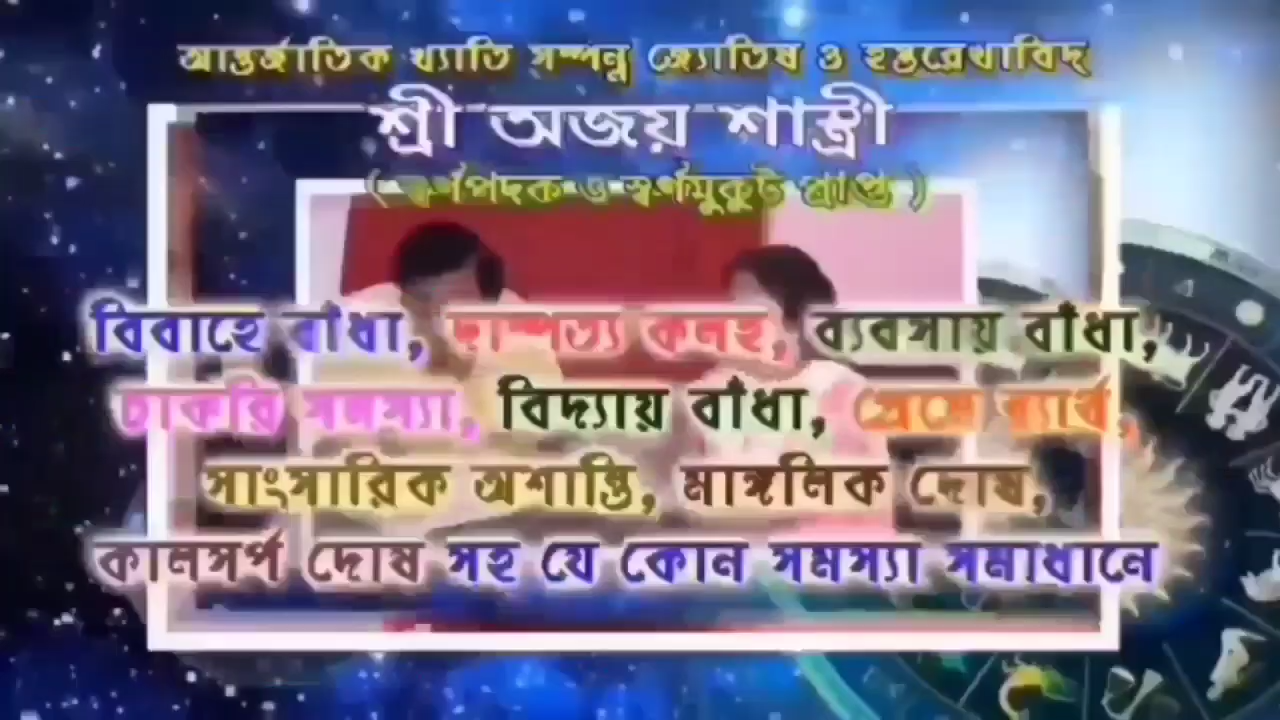 আন্তর্জাতিক খ্যাতি সম্পন্ন জ্যোতিষ ও হস্তরেখাবিদ
শ্রী অজয় শাস্ত্রী
( স্বর্ণপদক ও স্বর্ণমুকুট প্রাপ্ত )
বিবাহে বাঁধা, দাম্পত্য কলহ, ব্যবসায় বাঁধা,
চাকরি সমস্যা, বিদ্যায় বাঁধা, প্রেমে ব্যার্থ,
সাংসারিক অশান্তি, মাঙ্গলিক দোষ,
কালসর্প দোষ সহ যে কোন সমস্যা সমাধানে